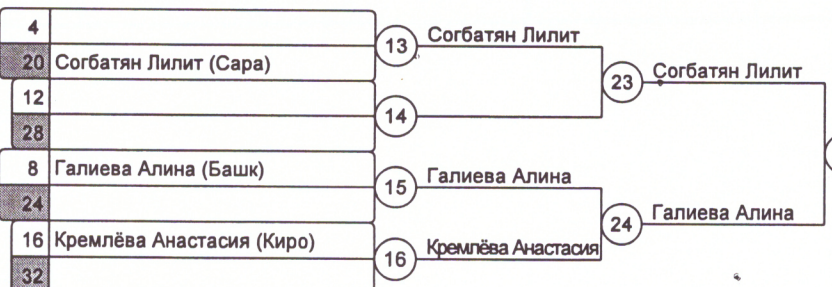 4
20 Согбатян Лилит (Сара)
12
28
8 Галиева Алина (Башк)
24
16 Кремлёва Анастасия (Киро)
32
13 Согбатян Лилит
14
15 Галиева Алина
16 Кремлёва Анастасия
23 Согбатян Лилит
24 Галиева Алина